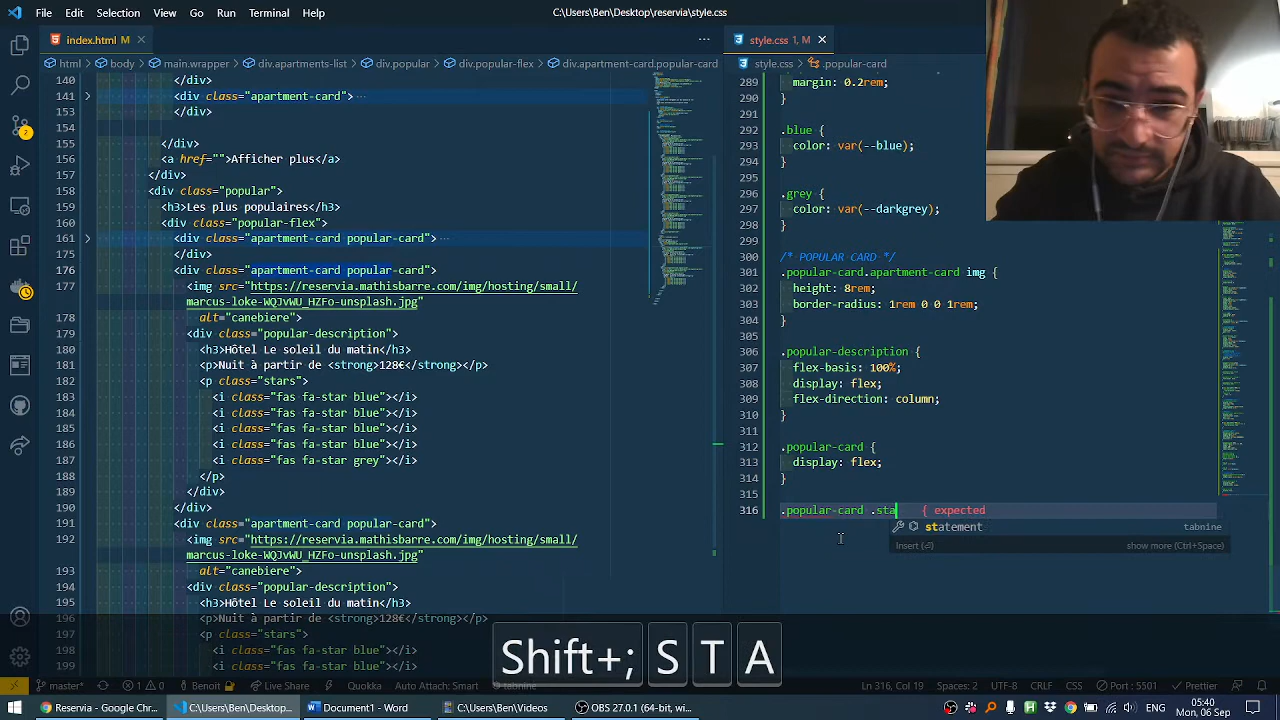 File Edit Selection View Go Run Terminal Help
C:\Users\Ben\Desktop\reservia\style.css
index.html M
style.css 1, M
html > body > main.wrapper > div.apartments-list > div.popular > div.popular-flex > div.apartment-card.popular-card
style.css > .popular-card
140 </div>
141 <div class="apartment-card">
153 </div>
154
155 </div>
156 <a href="">Afficher plus</a>
157 </div>
158 <div class="popular">
159 <h3>Les plus populaires</h3>
160 <div class="popular-flex">
161 <div class="apartment-card popular-card">
175 </div>
176 <div class="apartment-card popular-card">
177 <img src="https://reservia.mathisbarre.com/img/hosting/small/
marcus-loke-WQJvWU_HZFo-unsplash.jpg"
178 alt="canebiere">
179 <div class="popular-description">
180 <h3>Hôtel Le soleil du matin</h3>
181 <p>Nuit à partir de <strong>128€</strong></p>
182 <p class="stars">
183 <i class="fas fa-star blue"></i>
184 <i class="fas fa-star blue"></i>
185 <i class="fas fa-star blue"></i>
186 <i class="fas fa-star blue"></i>
187 <i class="fas fa-star grey"></i>
188 </p>
189 </div>
190 </div>
191 <div class="apartment-card popular-card">
192 <img src="https://reservia.mathisbarre.com/img/hosting/small/
marcus-loke-WQJvWU_HZFo-unsplash.jpg"
193 alt="canebiere">
194 <div class="popular-description">
195 <h3>Hôtel Le soleil du matin</h3>
196 <p>Nuit à partir de <strong>128€</strong></p>
197 <p class="stars">
198 <i class="fas fa-star blue"></i>
199 <i class="fas fa-star blue"></i>
289 margin: 0.2rem;
290 }
291
292 .blue {
293 color: var(--blue);
294 }
295
296 .grey {
297 color: var(--darkgrey);
298 }
299
300 /* POPULAR CARD */
301 .popular-card.apartment-card img {
302 height: 8rem;
303 border-radius: 1rem 0 0 1rem;
304 }
305
306 .popular-description {
307 flex-basis: 100%;
308 display: flex;
309 flex-direction: column;
310 }
311
312 .popular-card {
313 display: flex;
314 }
315
316 .popular-card .sta { expected
statement tabnine
Insert (⏎) show more (Ctrl+Space)
Shift+; S T A
2
master* 1 0 Benoit Live Share Quokka Attach Auto Attach: Smart tabnine Ln 316, Col 19 Spaces: 2 UTF-8 CRLF CSS Port : 5501 Prettier
Reservia - Google Chr... C:\Users\Ben\Deskto... Document1 - Word C:\Users\Ben\Videos OBS 27.0.1 (64-bit, wi... 05:40
Mon, 06 Sep